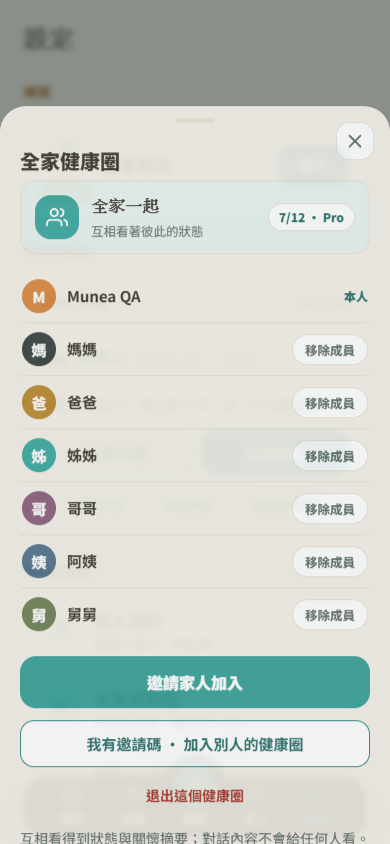 設定
全家健康圈
全家一起
互相看著彼此的狀態
7/12 · Pro
M Munea QA 本人
媽 媽媽 移除成員
爸 爸爸 移除成員
姊 姊姊 移除成員
哥 哥哥 移除成員
姨 阿姨 移除成員
舅 舅舅 移除成員
邀請家人加入
我有邀請碼 · 加入別人的健康圈
退出這個健康圈
互相看得到狀態與關懷摘要；對話內容不會給任何人看。